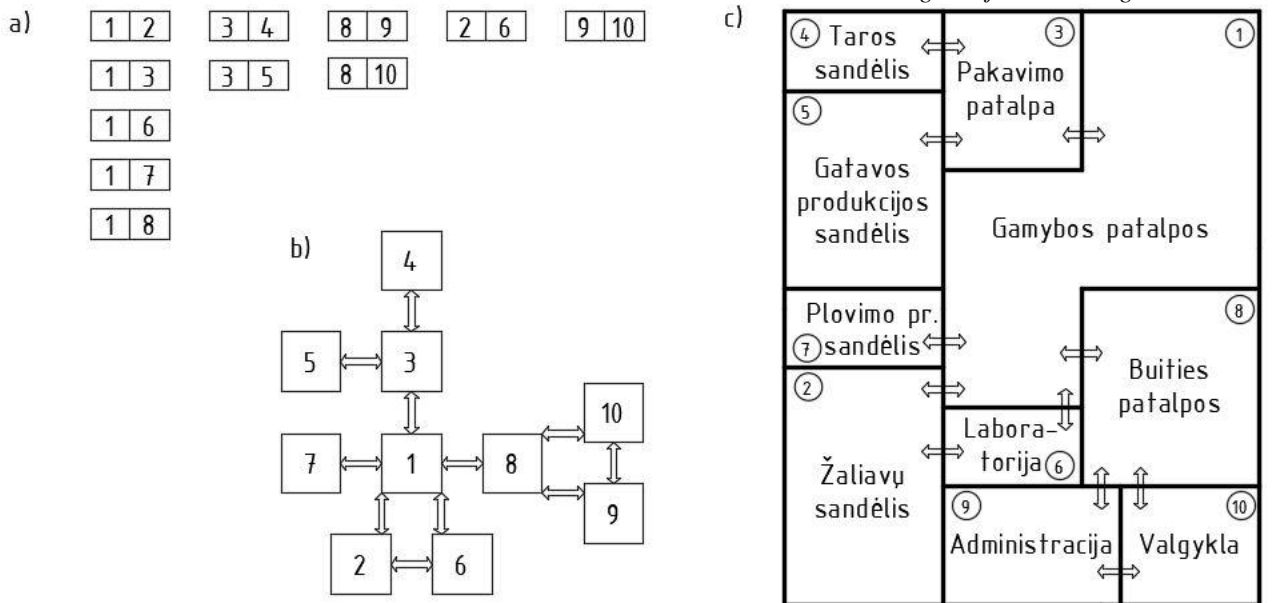 a)
1 2
3 4
8 9
2 6
9 10
1 3
3 5
8 10
1 6
1 7
1 8
b)
4
5
3
10
7
1
8
9
2
6
c)
4 Taros
sandėlis
3
Pakavimo
patalpa
1
5
Gatavos
produkcijos
sandėlis
Gamybos patalpos
Plovimo pr.
7 sandėlis
8
Buities
patalpos
2
Žaliavų
sandėlis
Labora-
torija 6
9
Administracija
10
Valgykla